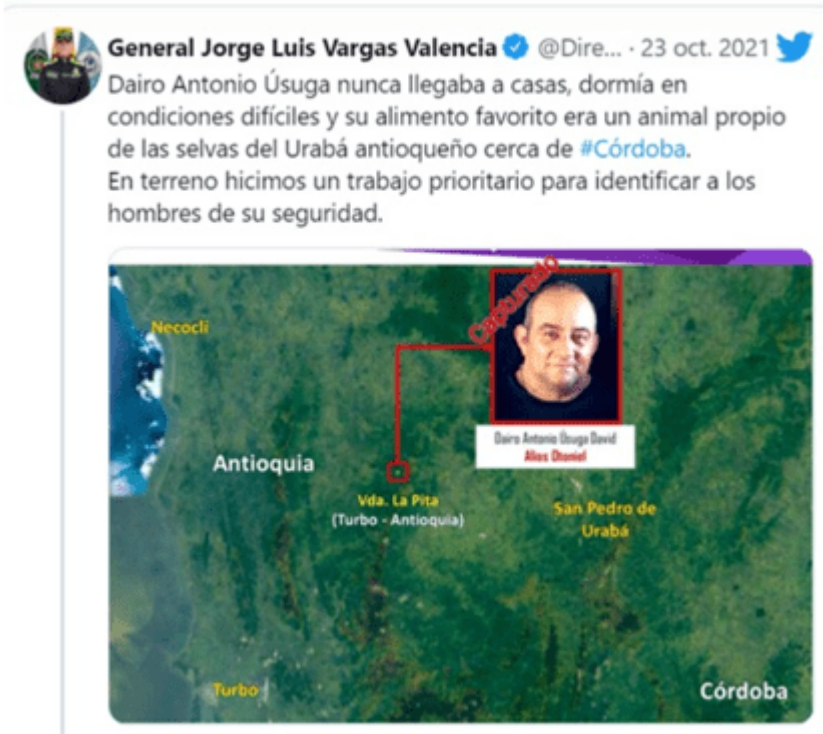 General Jorge Luis Vargas Valencia @Dire... · 23 oct. 2021
Dairo Antonio Úsuga nunca llegaba a casas, dormía en
condiciones difíciles y su alimento favorito era un animal propio
de las selvas del Urabá antioqueño cerca de #Córdoba.
En terreno hicimos un trabajo prioritario para identificar a los
hombres de su seguridad.
Capturado
Necoclí
Dairo Antonio Úsuga David
Alias Otoniel
Antioquia
Vda. La Pita
(Turbo - Antioquia)
San Pedro de
Urabá
Turbo
Córdoba